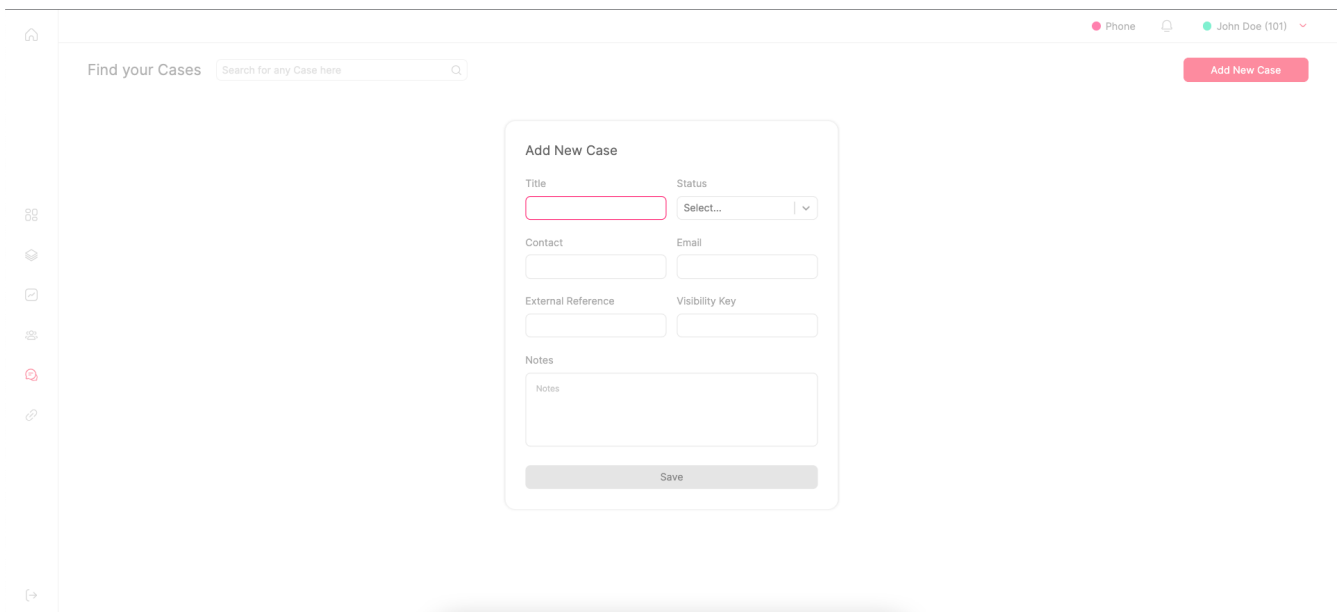 Phone
John Doe (101)
Find your Cases
Search for any Case here
Add New Case
Add New Case
Title
Status
Select...
Contact
Email
External Reference
Visibility Key
Notes
Notes
Save